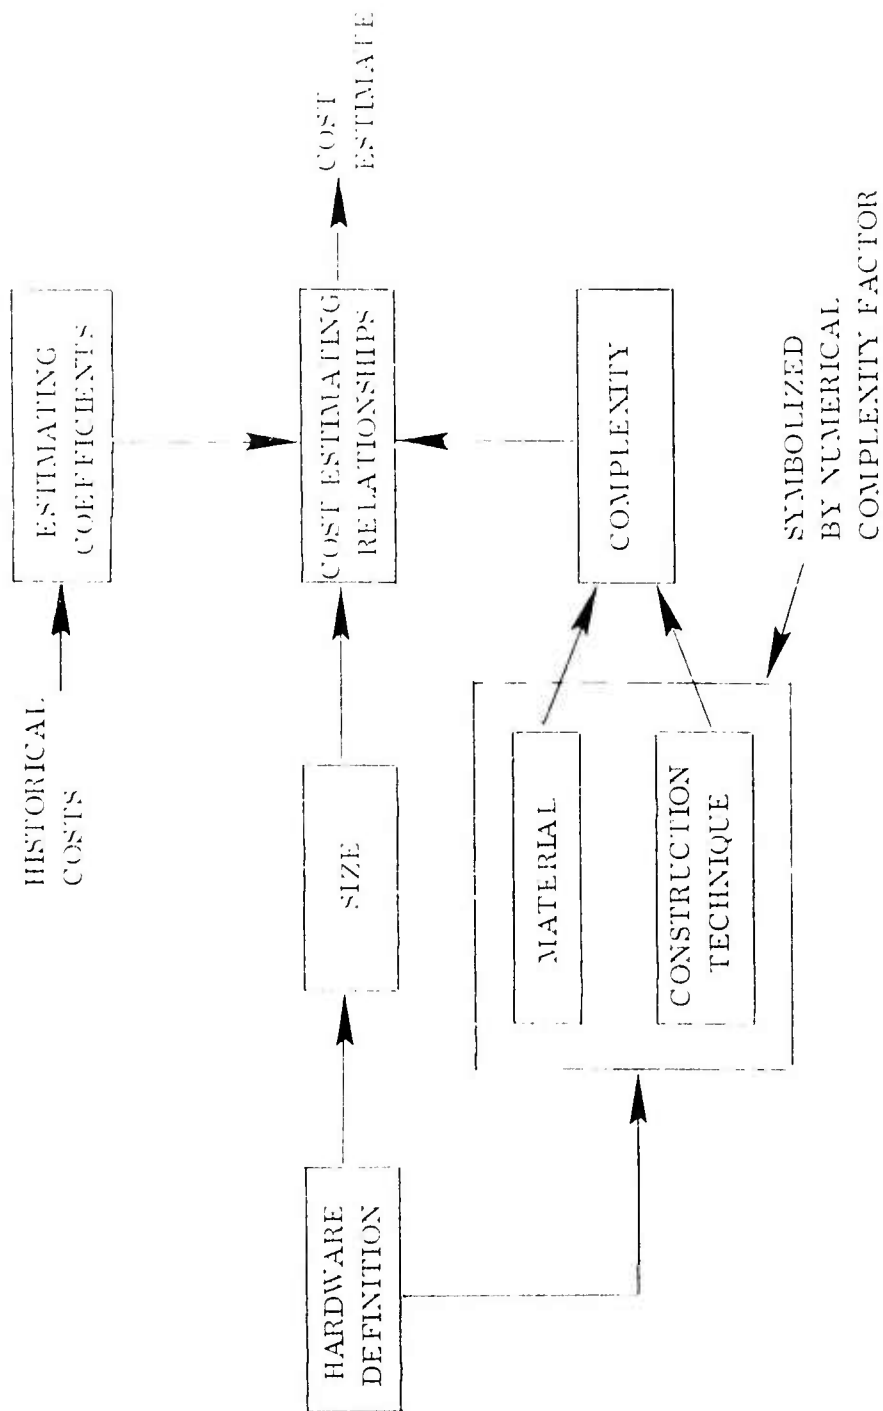 HISTORICAL
COSTS
ESTIMATING
COEFFICIENTS
HARDWARE
DEFINITION
SIZE
COST ESTIMATING
RELATIONSHIPS
COST
ESTIMATE
MATERIAL
CONSTRUCTION
TECHNIQUE
COMPLEXITY
SYMBOLIZED
BY NUMERICAL
COMPLEXITY FACTOR